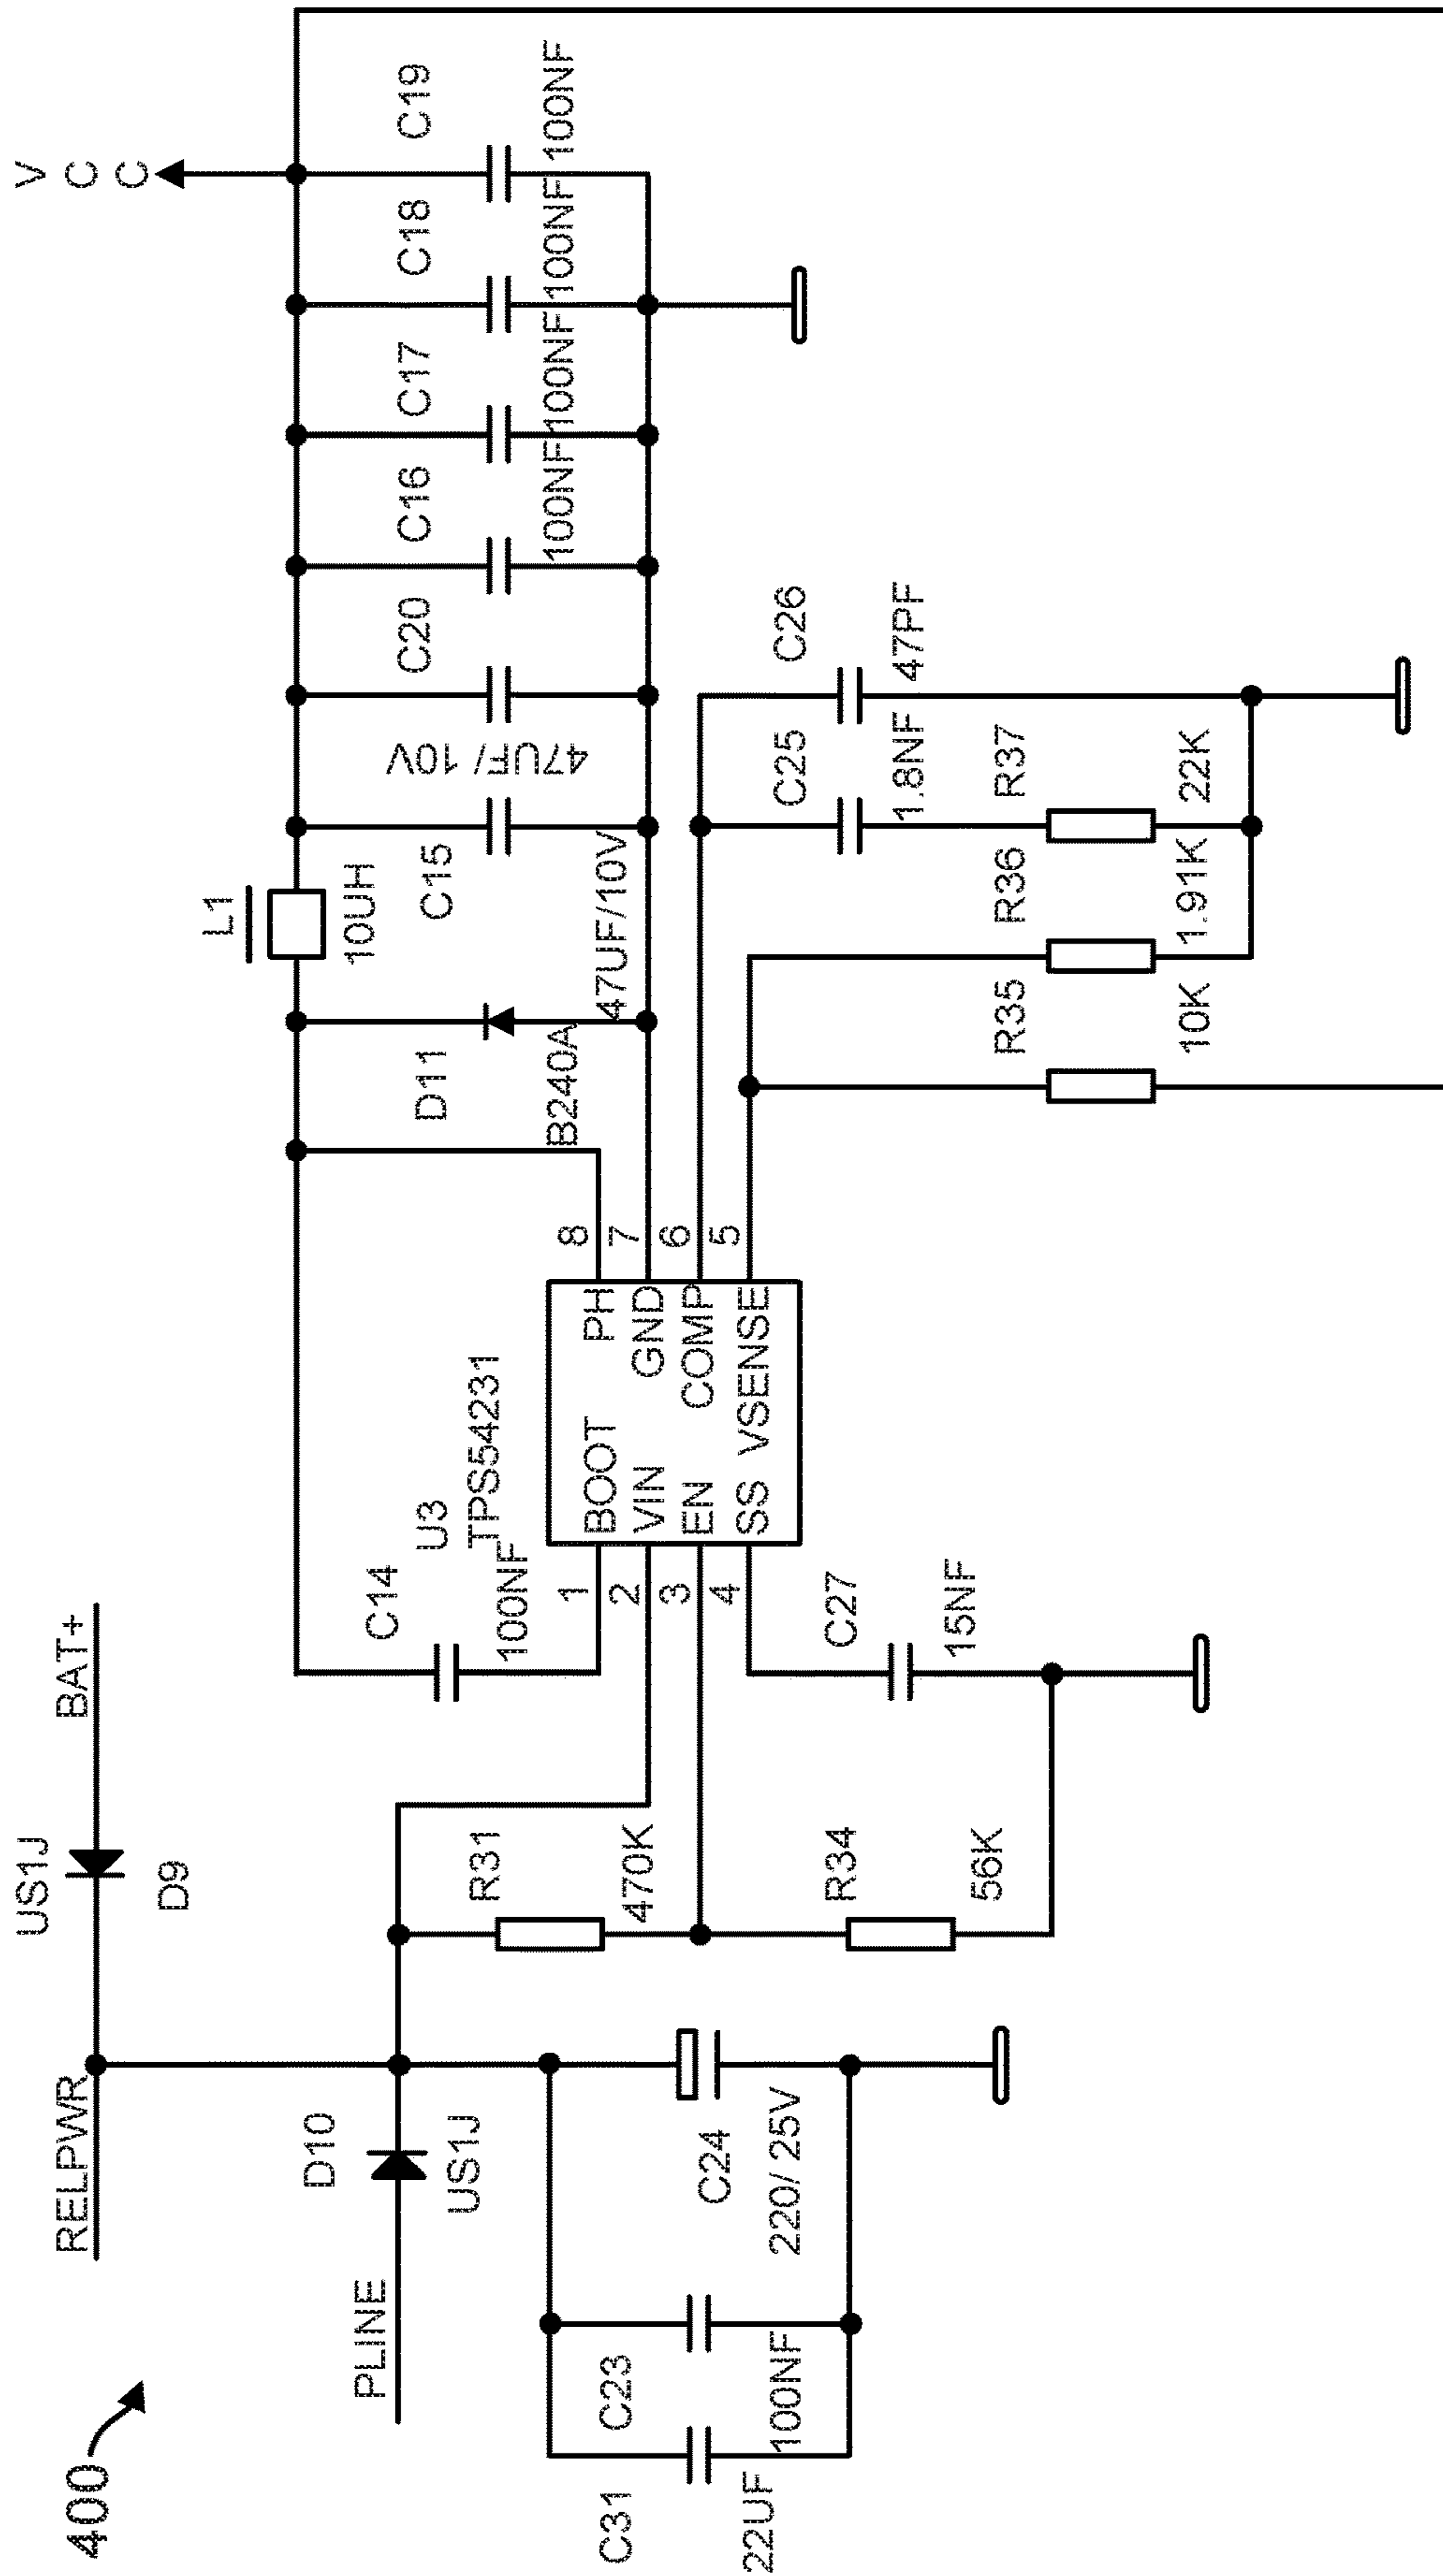 400
RELPWR
US1J
D9
BAT+
PLINE
D10
US1J
C31
22UF
C23
100NF
C24
220/ 25V
R31
470K
R34
56K
C27
15NF
C14
100NF
U3
TPS54231
1
2
3
4
BOOT
VIN
EN
SS
PH
GND
COMP
VSENSE
8
7
6
5
D11
B240A
L1
10UH
C15
47UF/10V
C20
47UF/ 10V
C16
100NF
C17
100NF
C18
100NF
C19
100NF
V
C
C
R35
10K
R36
1.91K
R37
22K
C25
1.8NF
C26
47PF